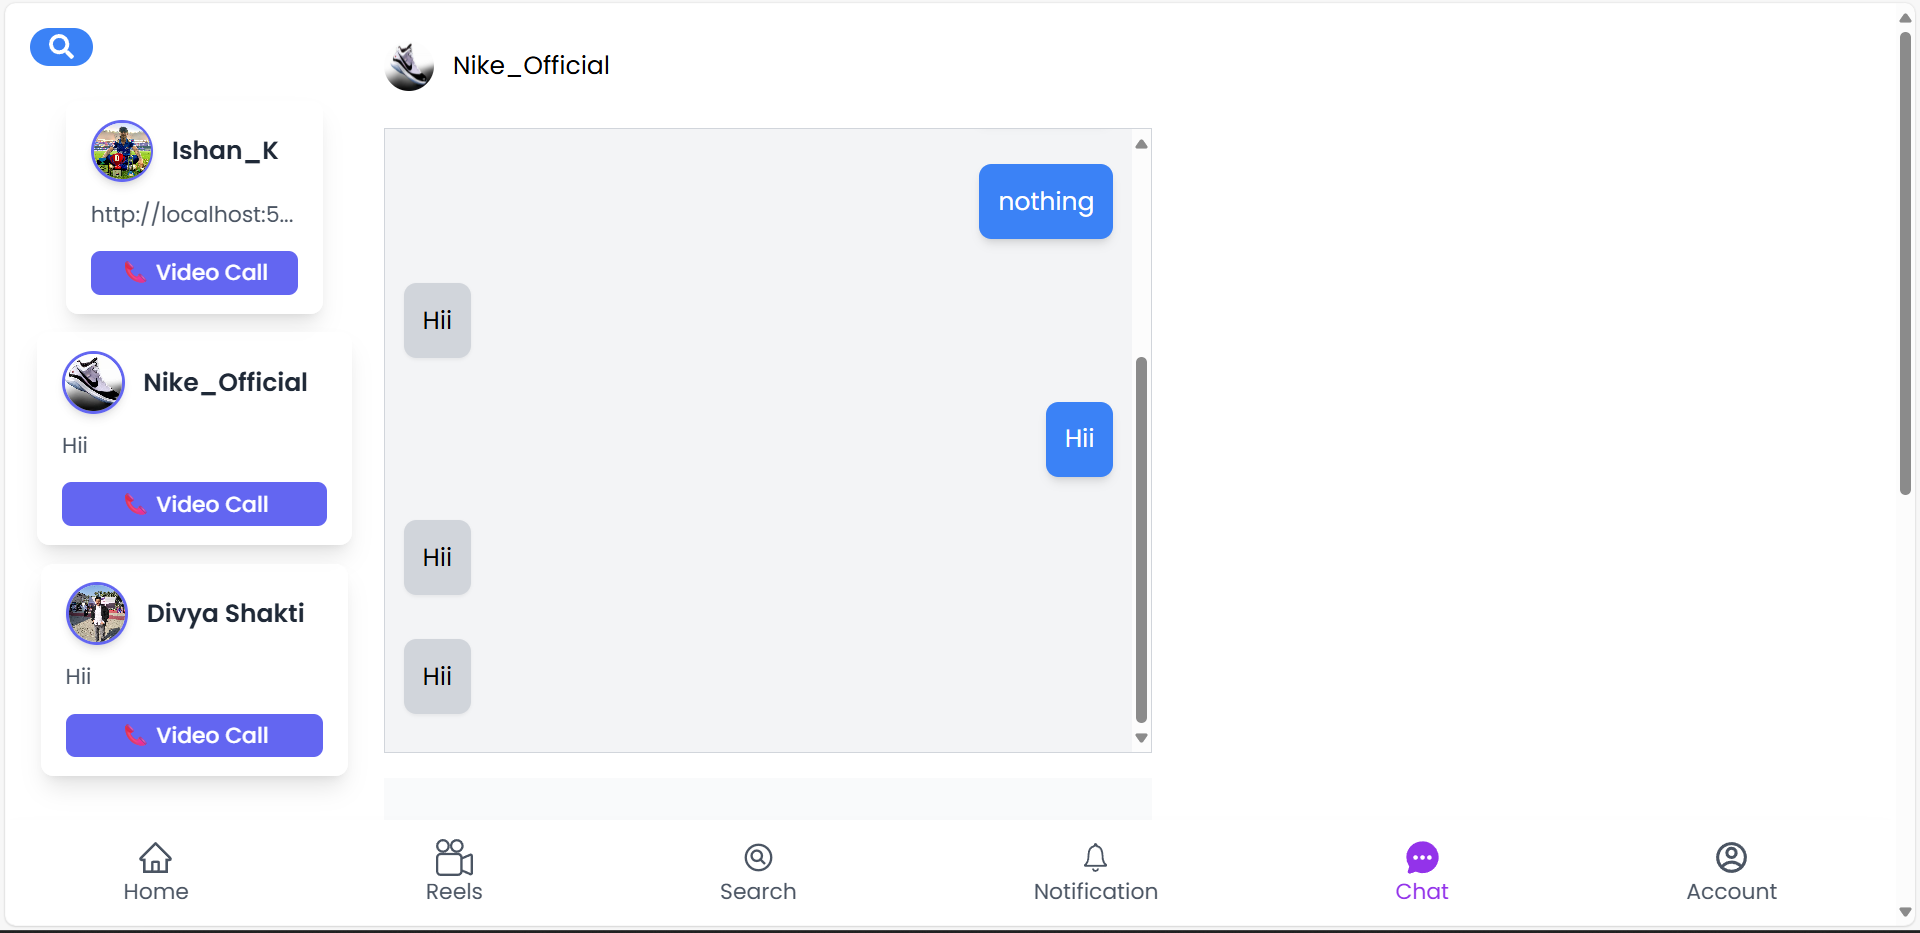 Ishan_K
http://localhost:5...
📞 Video Call
Nike_Official
Hii
📞 Video Call
Divya Shakti
Hii
📞 Video Call
Nike_Official
nothing
Hii
Hii
Hii
Hii
Home
Reels
Search
Notification
Chat
Account